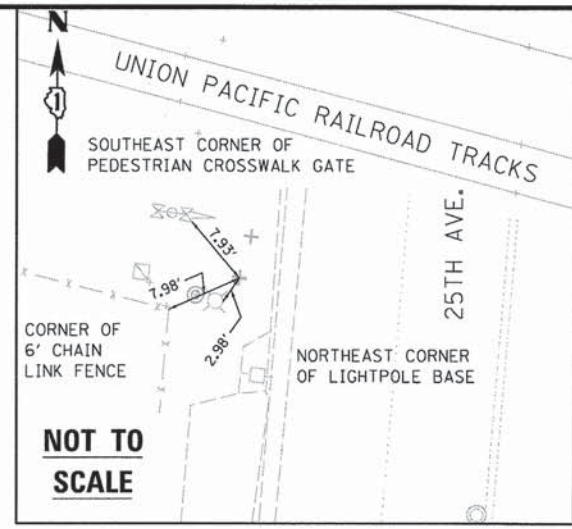 N
1
UNION PACIFIC RAILROAD TRACKS
SOUTHEAST CORNER OF
PEDESTRIAN CROSSWALK GATE
25TH AVE.
7.93'
7.98'
2.98'
CORNER OF
6' CHAIN
LINK FENCE
NORTHEAST CORNER
OF LIGHTPOLE BASE
NOT TO
SCALE